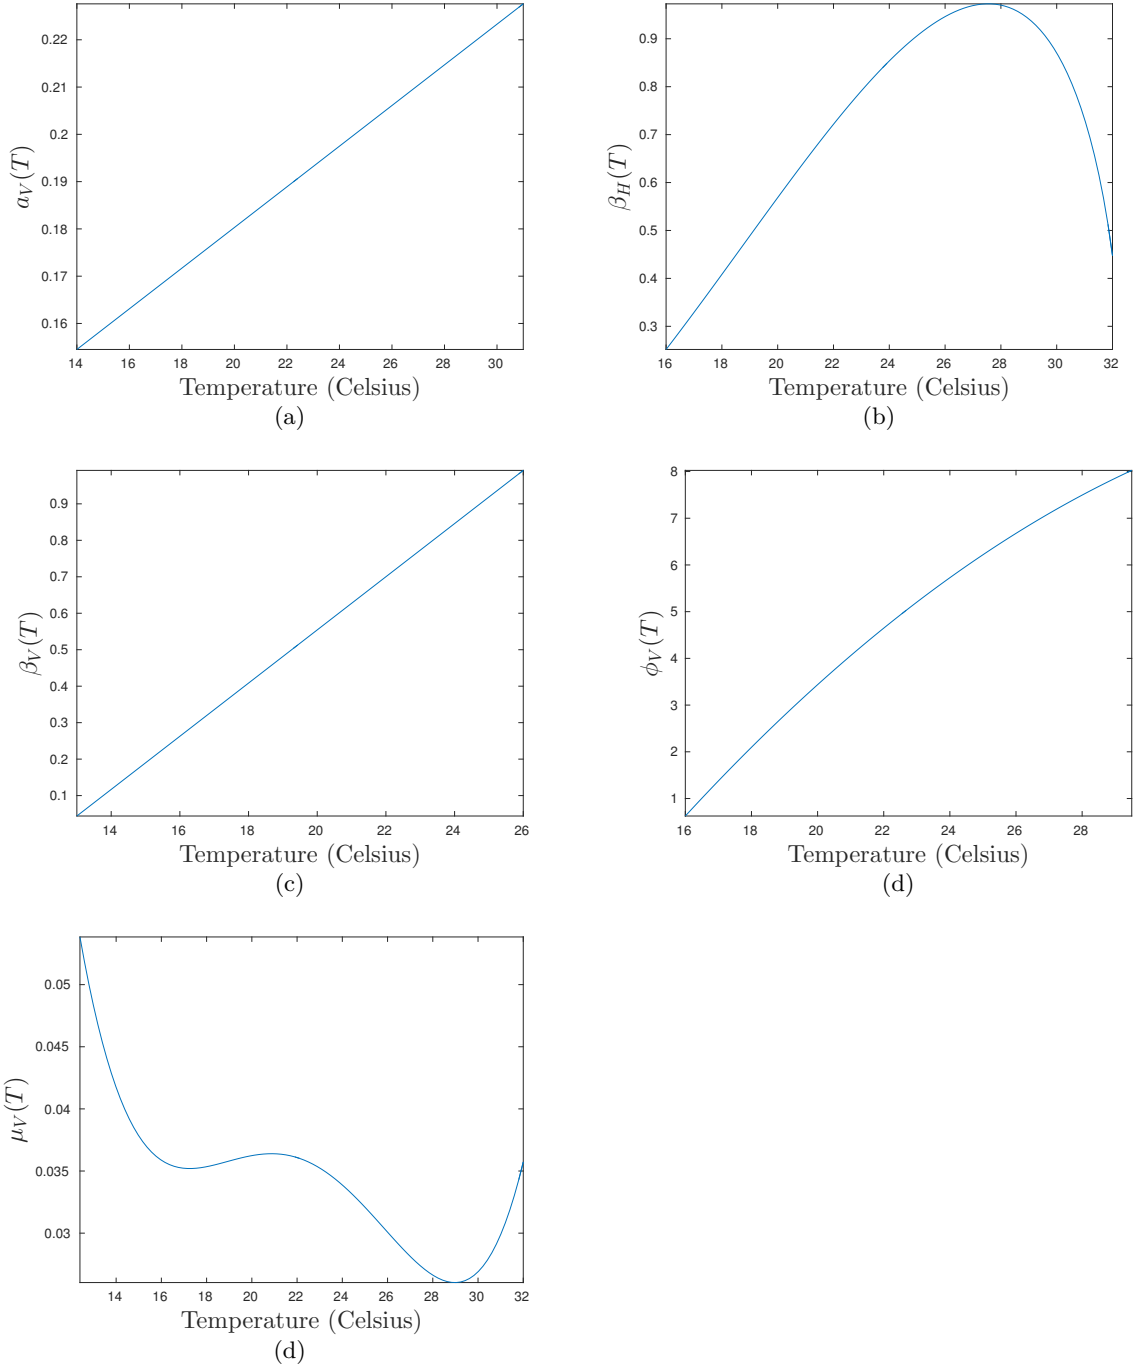 0.22
0.21
0.2
0.19
0.18
0.17
0.16
a_V(T)
14 16 18 20 22 24 26 28 30
Temperature (Celsius)
(a)
0.9
0.8
0.7
0.6
0.5
0.4
0.3
β_H(T)
16 18 20 22 24 26 28 30 32
Temperature (Celsius)
(b)
0.9
0.8
0.7
0.6
0.5
0.4
0.3
0.2
0.1
β_V(T)
14 16 18 20 22 24 26
Temperature (Celsius)
(c)
8
7
6
5
4
3
2
1
ϕ_V(T)
16 18 20 22 24 26 28
Temperature (Celsius)
(d)
0.05
0.045
0.04
0.035
0.03
μ_V(T)
14 16 18 20 22 24 26 28 30 32
Temperature (Celsius)
(d)